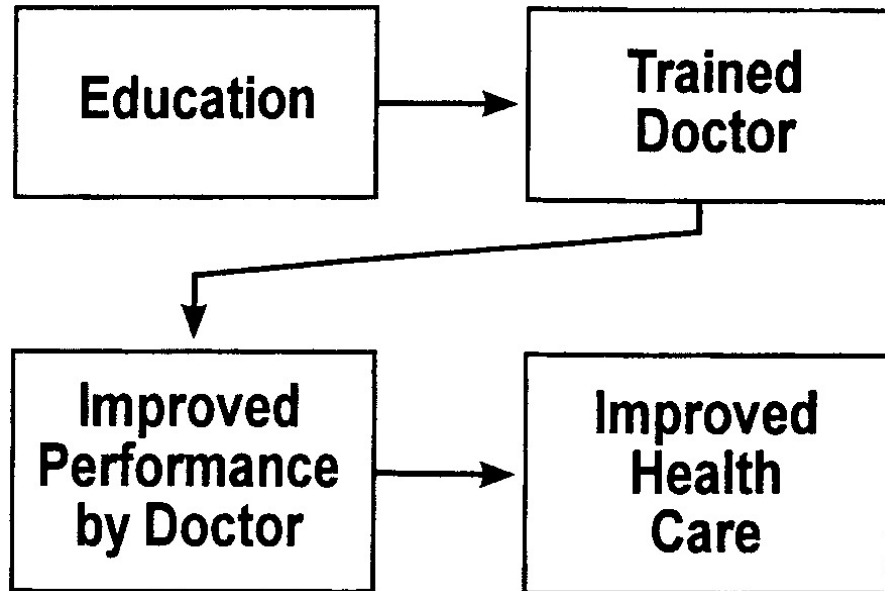 Education
Trained
Doctor
Improved
Performance
by Doctor
Improved
Health
Care